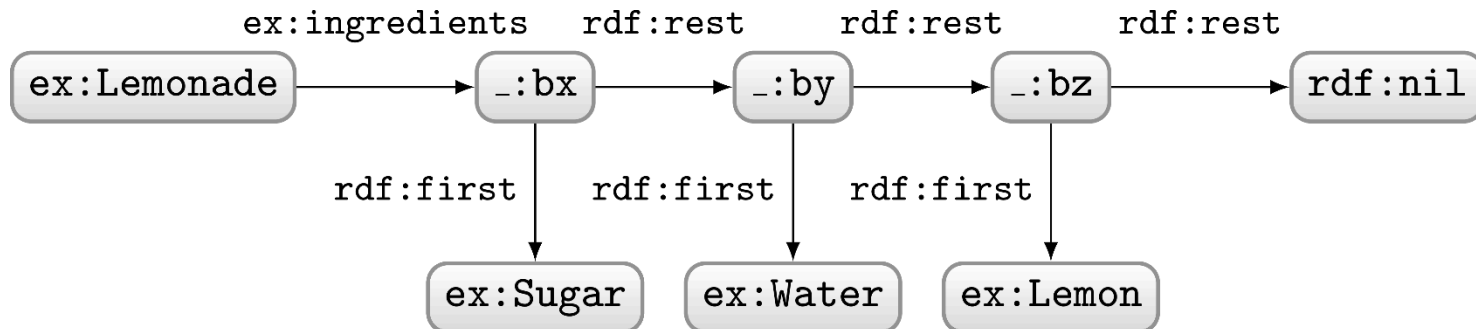 ex:ingredients rdf:rest rdf:rest rdf:rest
ex:Lemonade _:bx _:by _:bz rdf:nil
rdf:first rdf:first rdf:first
ex:Sugar ex:Water ex:Lemon